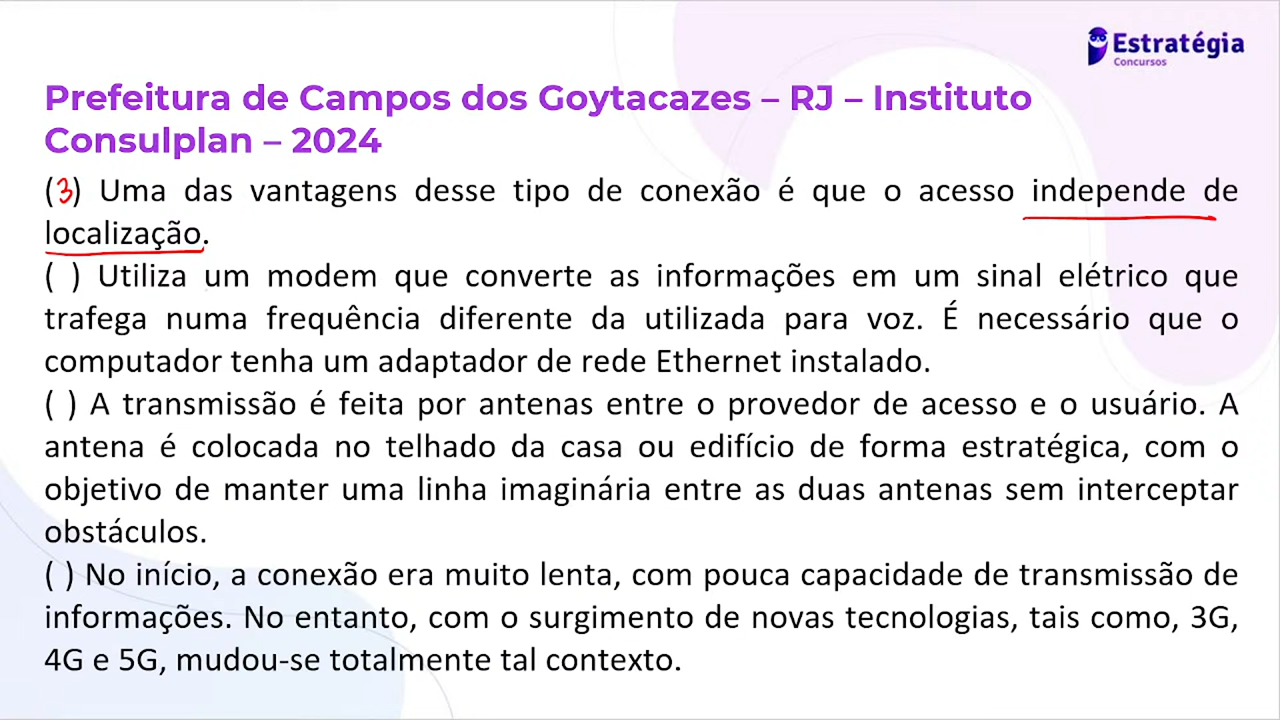 Estratégia
Concursos
Prefeitura de Campos dos Goytacazes – RJ – Instituto
Consulplan – 2024
(3) Uma das vantagens desse tipo de conexão é que o acesso independe de
localização.
( ) Utiliza um modem que converte as informações em um sinal elétrico que
trafega numa frequência diferente da utilizada para voz. É necessário que o
computador tenha um adaptador de rede Ethernet instalado.
( ) A transmissão é feita por antenas entre o provedor de acesso e o usuário. A
antena é colocada no telhado da casa ou edifício de forma estratégica, com o
objetivo de manter uma linha imaginária entre as duas antenas sem interceptar
obstáculos.
( ) No início, a conexão era muito lenta, com pouca capacidade de transmissão de
informações. No entanto, com o surgimento de novas tecnologias, tais como, 3G,
4G e 5G, mudou-se totalmente tal contexto.